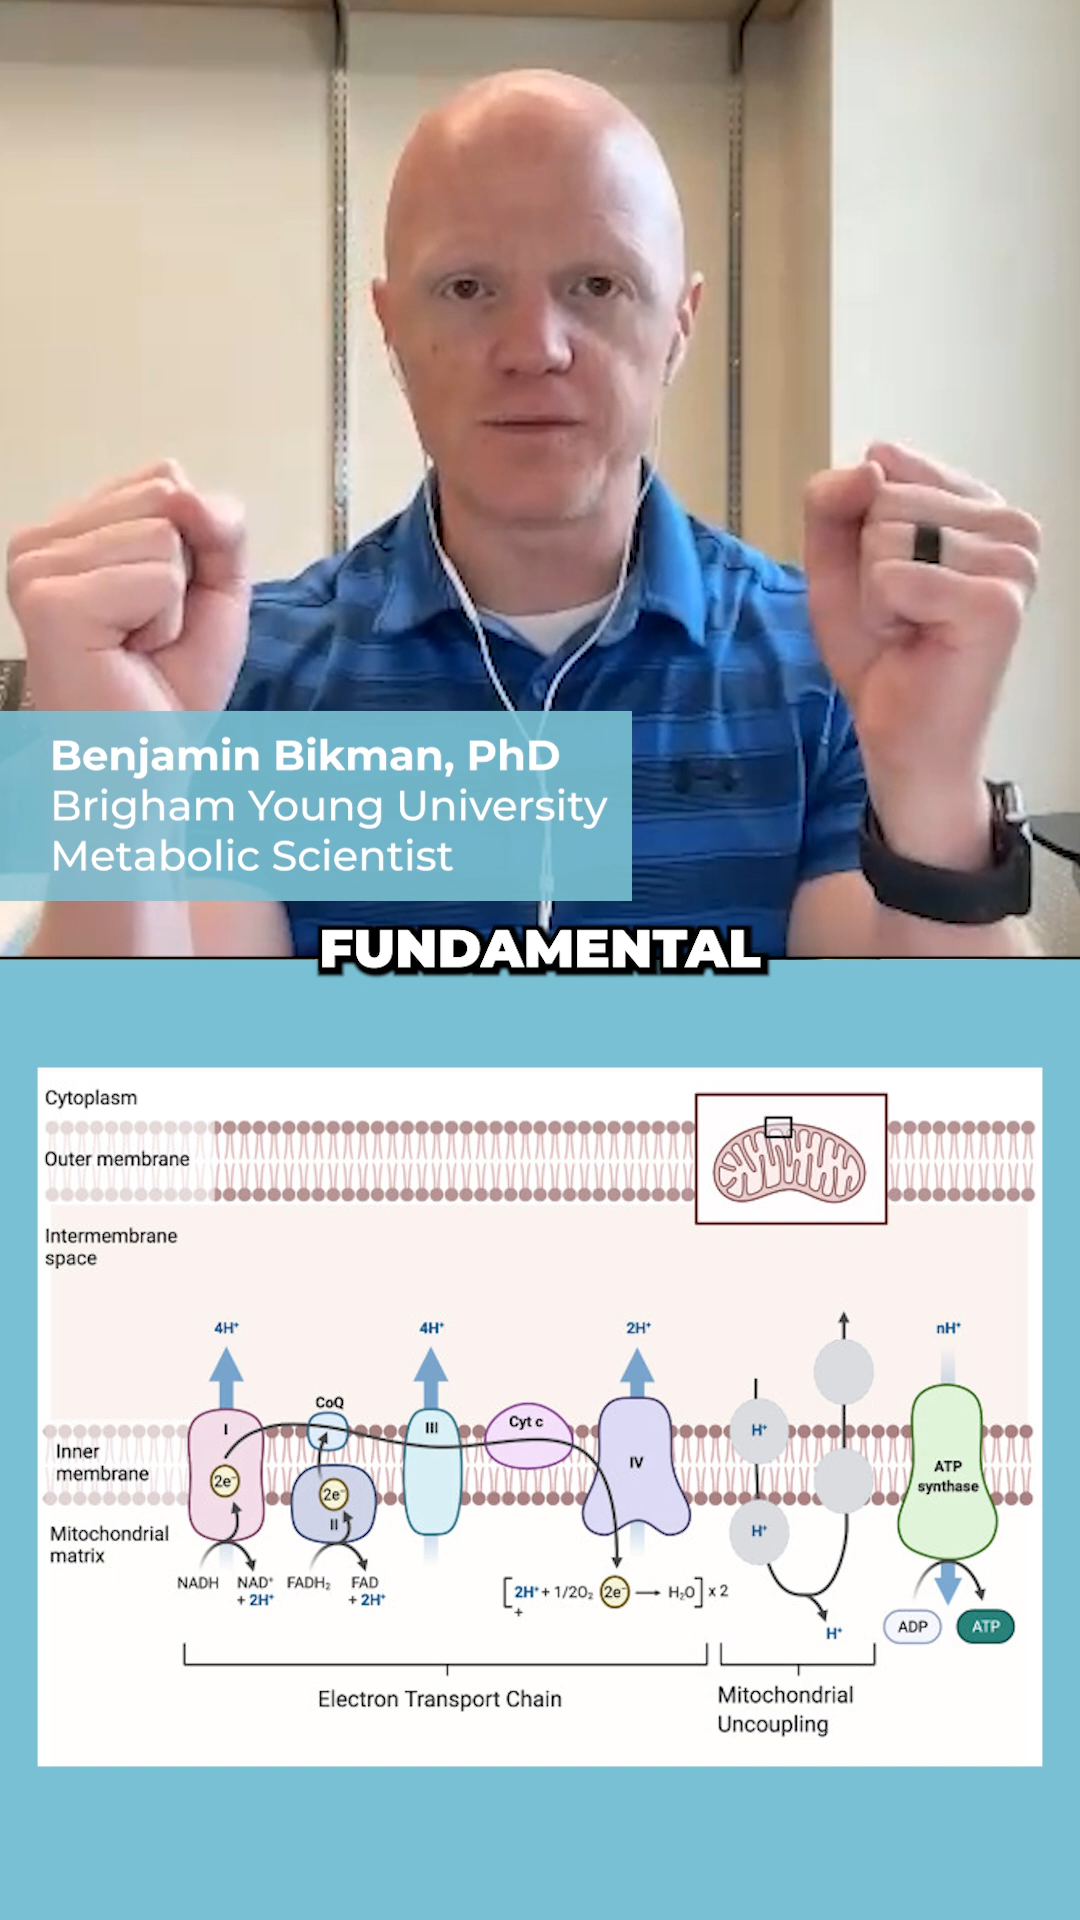 Benjamin Bikman, PhD
Brigham Young University
Metabolic Scientist
FUNDAMENTAL
Cytoplasm
Outer membrane
Intermembrane
space
4H⁺
4H⁺
2H⁺
nH⁺
CoQ
I
III
Cyt c
H⁺
IV
Inner
membrane
2e⁻
2e⁻
II
ATP
synthase
Mitochondrial
matrix
H⁺
NADH
NAD⁺
+ 2H⁺
FADH₂
FAD
+ 2H⁺
[2H⁺ + 1/2O₂ 2e⁻ → H₂O] x 2
+
H⁺
ADP
ATP
Electron Transport Chain
Mitochondrial
Uncoupling